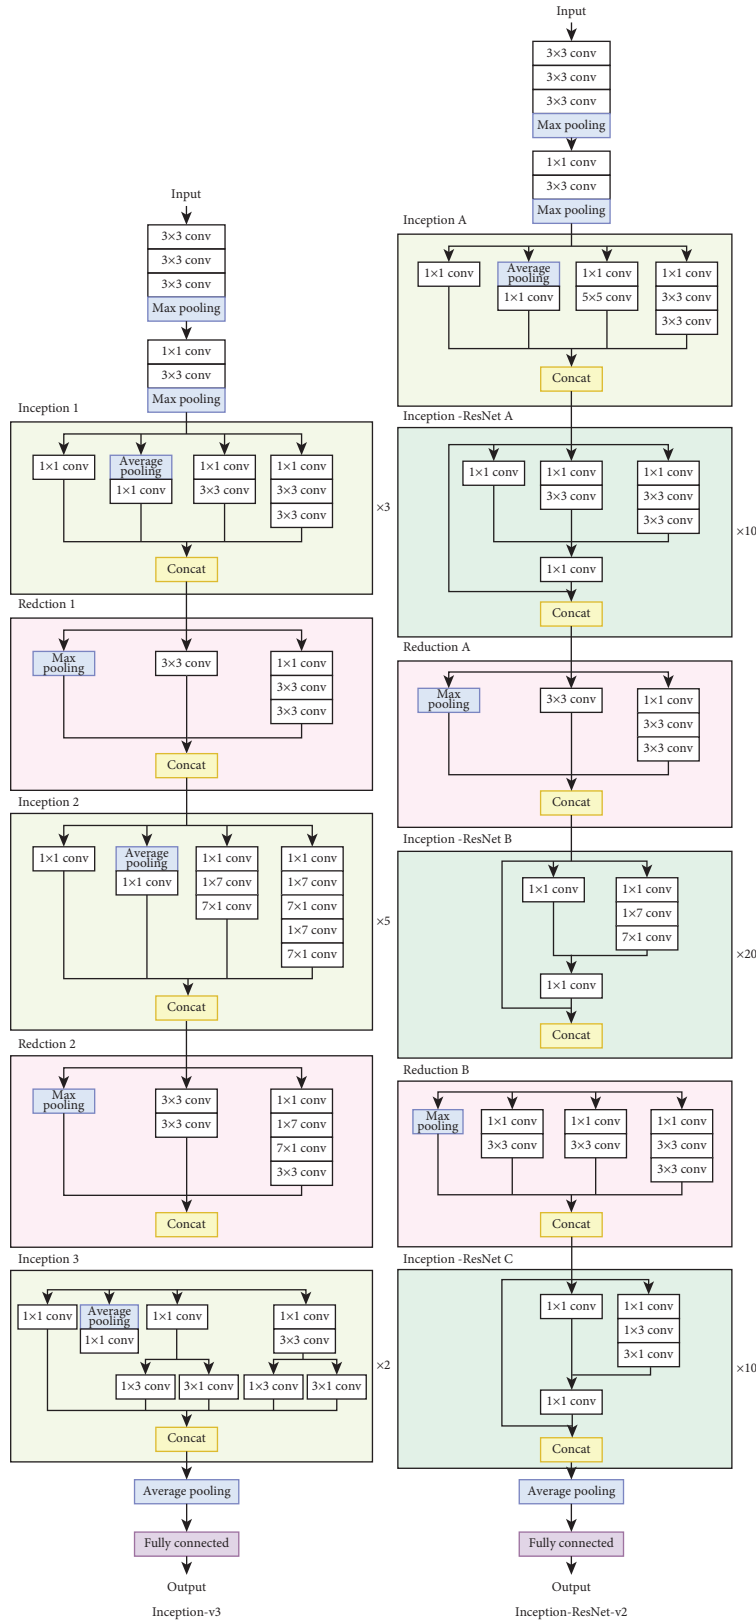 Input
3×3 conv
3×3 conv
3×3 conv
Max pooling
1×1 conv
3×3 conv
Max pooling
Inception 1
1×1 conv
Average
pooling
1×1 conv
1×1 conv
3×3 conv
1×1 conv
3×3 conv
3×3 conv
Concat
×3
Redction 1
Max
pooling
3×3 conv
1×1 conv
3×3 conv
3×3 conv
Concat
Inception 2
1×1 conv
Average
pooling
1×1 conv
1×1 conv
1×7 conv
7×1 conv
1×1 conv
1×7 conv
7×1 conv
1×7 conv
7×1 conv
Concat
×5
Redction 2
Max
pooling
3×3 conv
3×3 conv
1×1 conv
1×7 conv
7×1 conv
3×3 conv
Concat
Inception 3
1×1 conv
Average
pooling
1×1 conv
1×1 conv
1×3 conv
3×1 conv
1×1 conv
3×3 conv
1×3 conv
3×1 conv
Concat
×2
Average pooling
Fully connected
Output
Inception-v3
Input
3×3 conv
3×3 conv
3×3 conv
Max pooling
1×1 conv
3×3 conv
Max pooling
Inception A
1×1 conv
Average
pooling
1×1 conv
1×1 conv
5×5 conv
1×1 conv
3×3 conv
3×3 conv
Concat
Inception -ResNet A
1×1 conv
1×1 conv
3×3 conv
1×1 conv
3×3 conv
3×3 conv
1×1 conv
Concat
×10
Reduction A
Max
pooling
3×3 conv
1×1 conv
3×3 conv
3×3 conv
Concat
Inception -ResNet B
1×1 conv
1×1 conv
1×7 conv
7×1 conv
1×1 conv
Concat
×20
Reduction B
Max
pooling
1×1 conv
3×3 conv
1×1 conv
3×3 conv
1×1 conv
3×3 conv
3×3 conv
Concat
Inception -ResNet C
1×1 conv
1×1 conv
1×3 conv
3×1 conv
1×1 conv
Concat
×10
Average pooling
Fully connected
Output
Inception-ResNet-v2